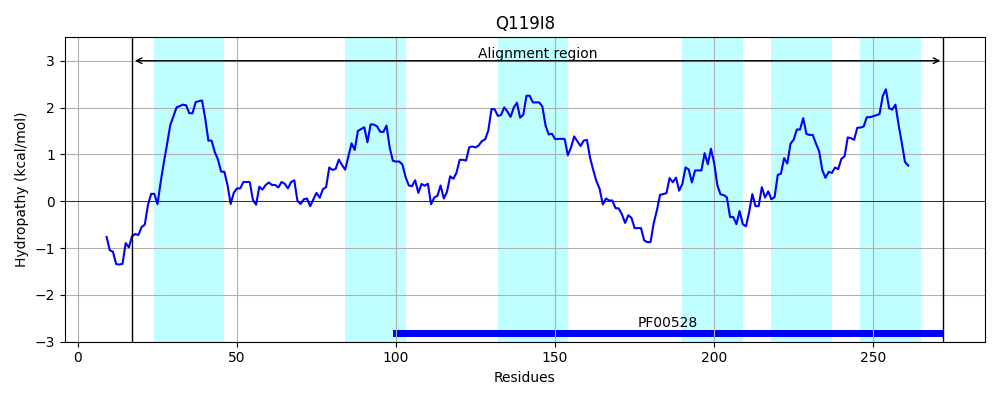 Q119I8
Alignment region
3
2
1
0
−1
−2
−3
Hydropathy (kcal/mol)
PF00528
0 50 100 150 200 250
Residues